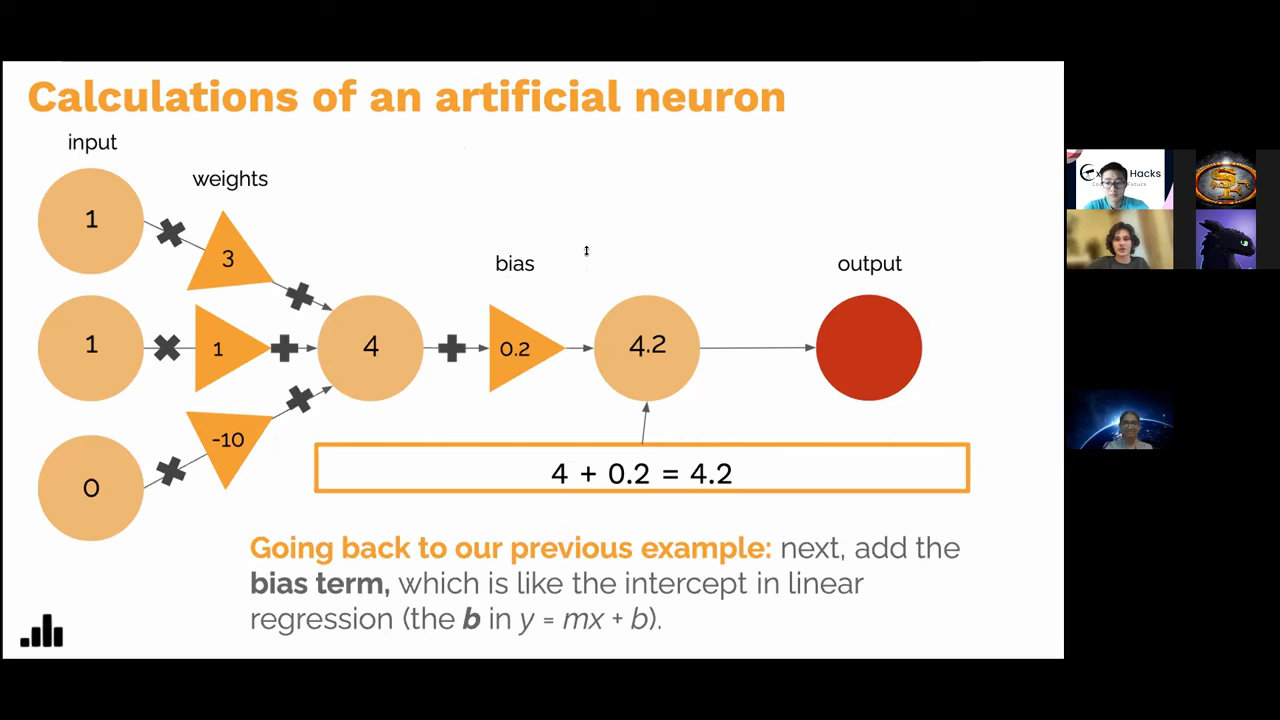 Calculations of an artificial neuron
input
weights
1
3
bias
output
1
1
4
0.2
4.2
-10
0
4 + 0.2 = 4.2
Going back to our previous example: next, add the
bias term, which is like the intercept in linear
regression (the b in y = mx + b).
Hacks